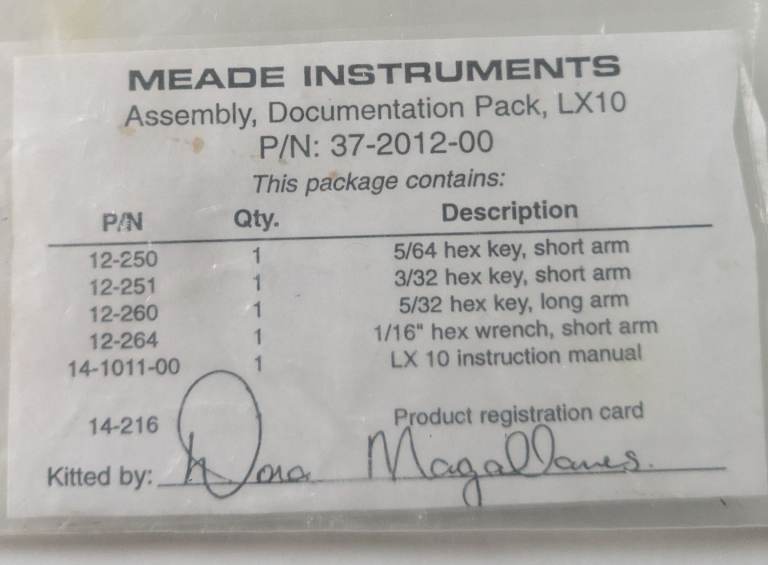 MEADE INSTRUMENTS
Assembly, Documentation Pack, LX10
P/N: 37-2012-00
This package contains:
P/N Qty. Description
12-250 1 5/64 hex key, short arm
12-251 1 3/32 hex key, short arm
12-260 1 5/32 hex key, long arm
12-264 1 1/16" hex wrench, short arm
14-1011-00 1 LX 10 instruction manual
14-216 Product registration card
Kitted by: Dora Magallanes.